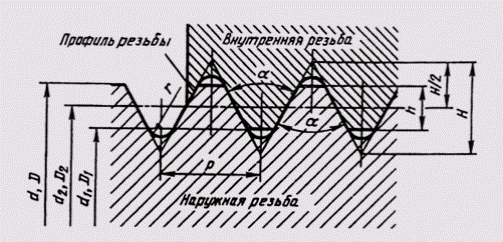 Профиль резьбы
Внутренняя резьба
r
α
α
H/2
h
H
d, D
d₂, D₂
d₁, D₁
p
Наружная резьба